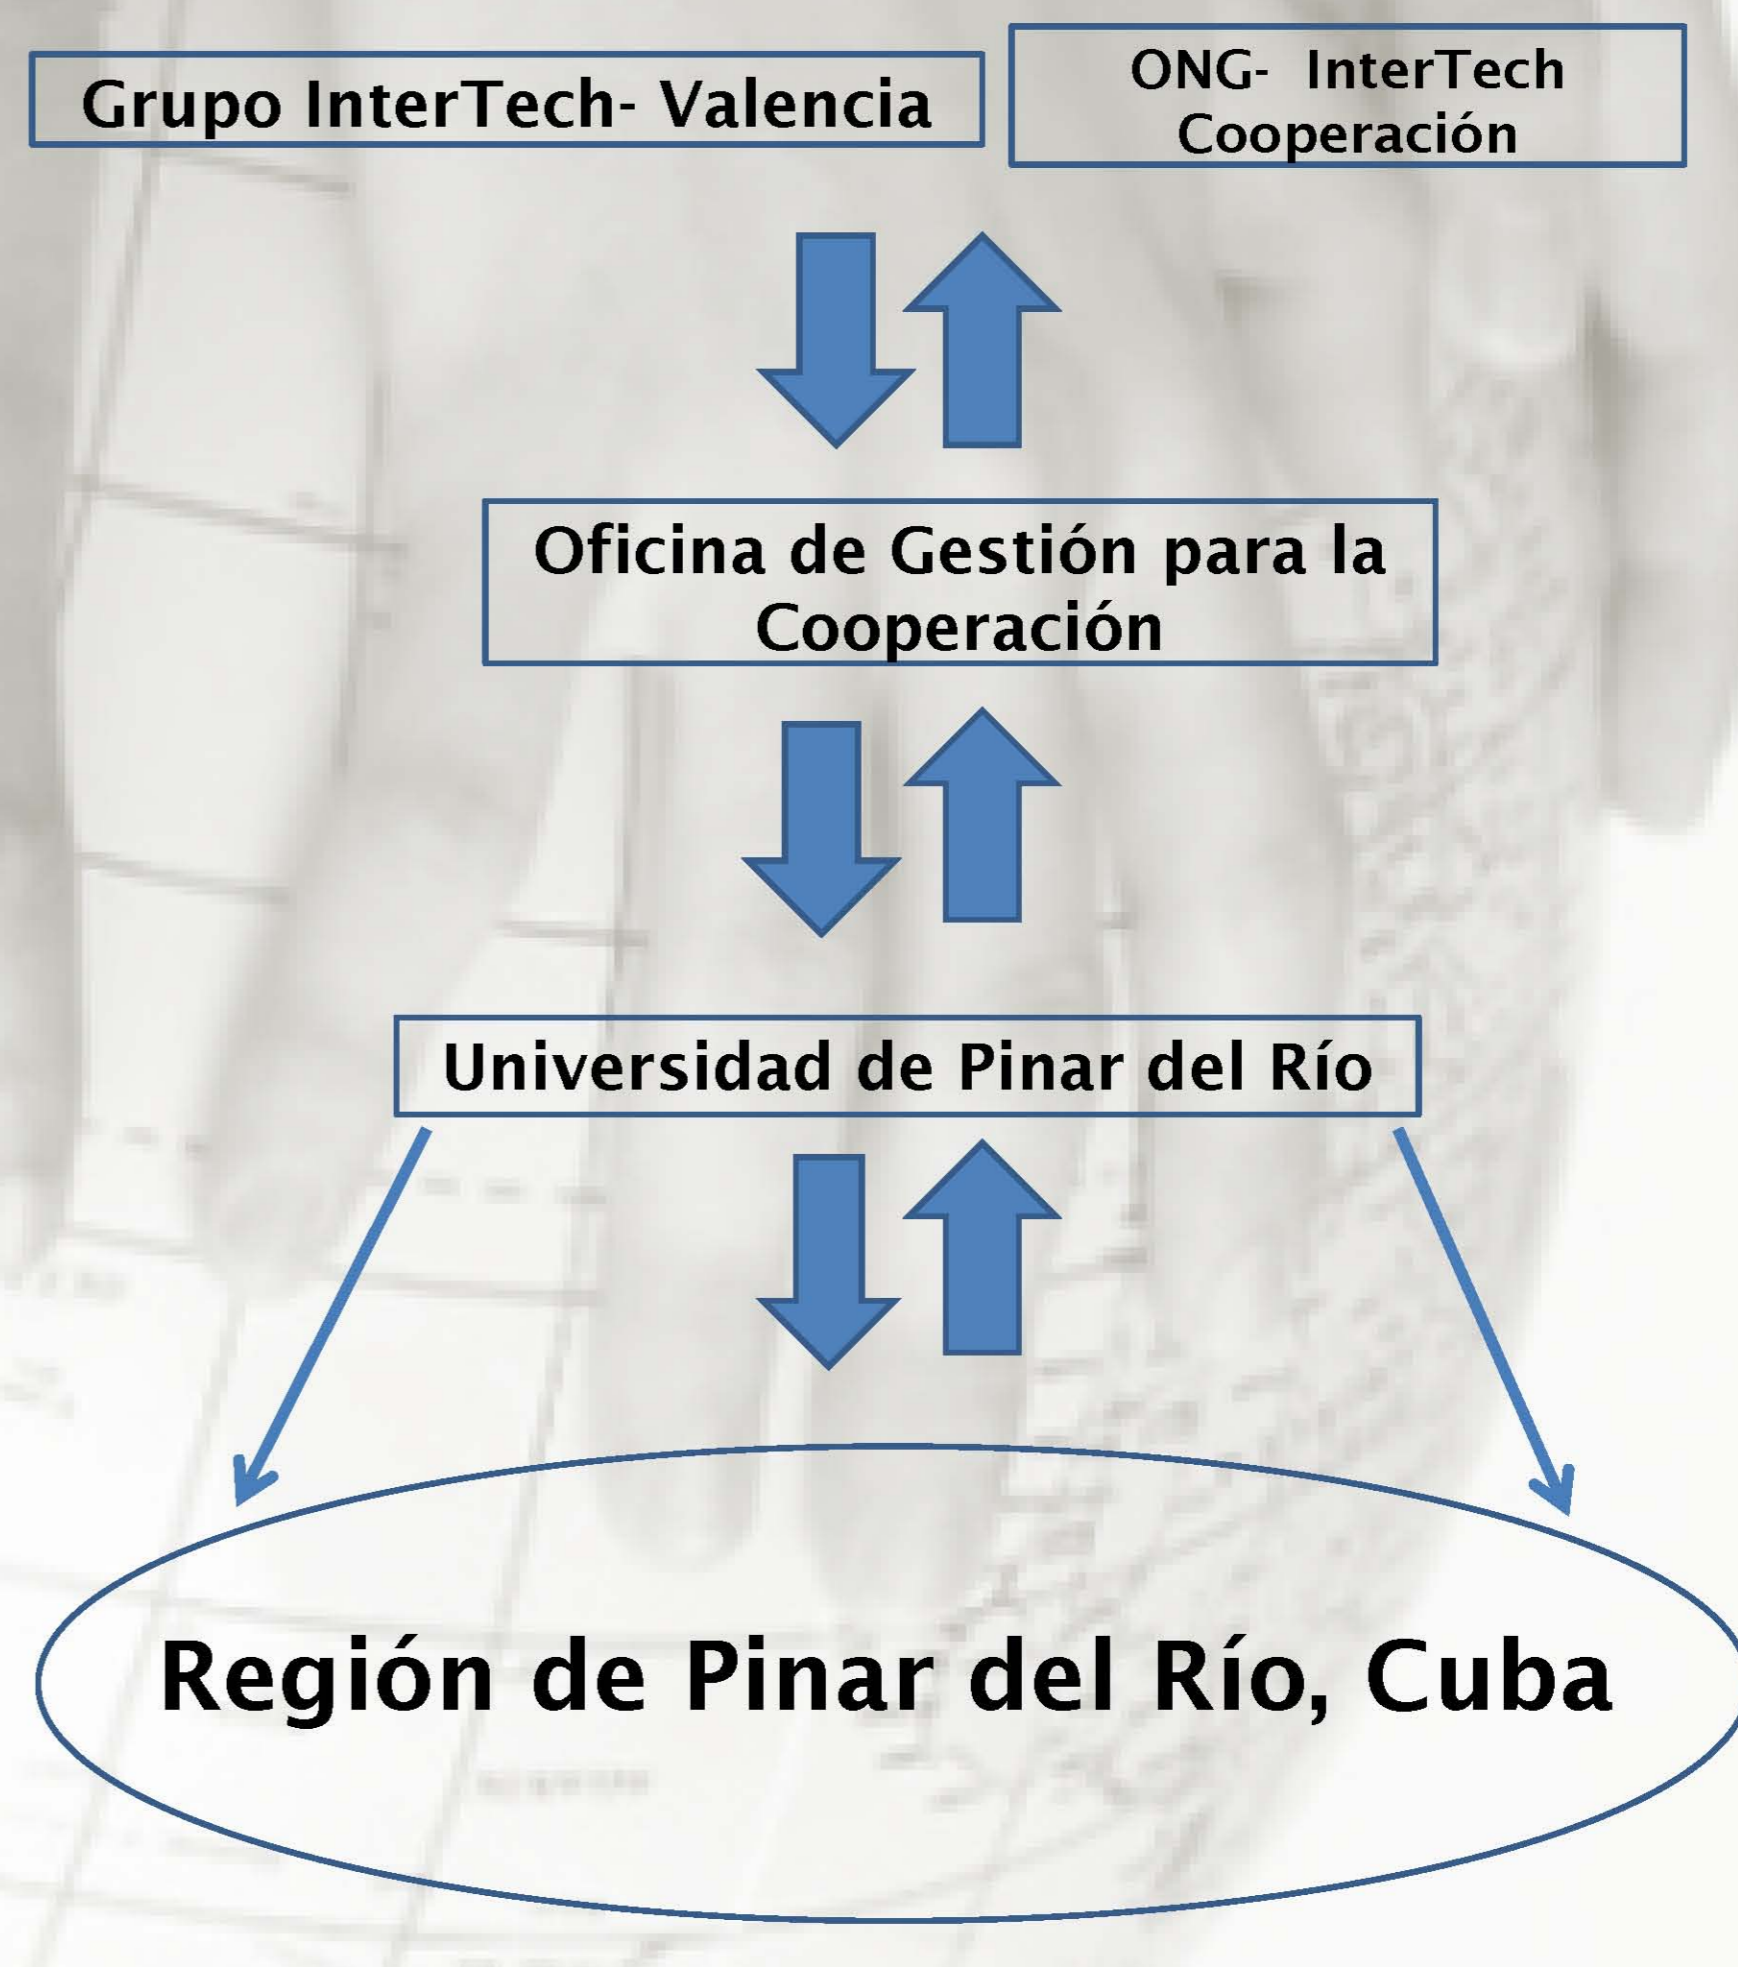 Grupo InterTech- Valencia
ONG- InterTech
Cooperación
Oficina de Gestión para la
Cooperación
Universidad de Pinar del Río
Región de Pinar del Río, Cuba